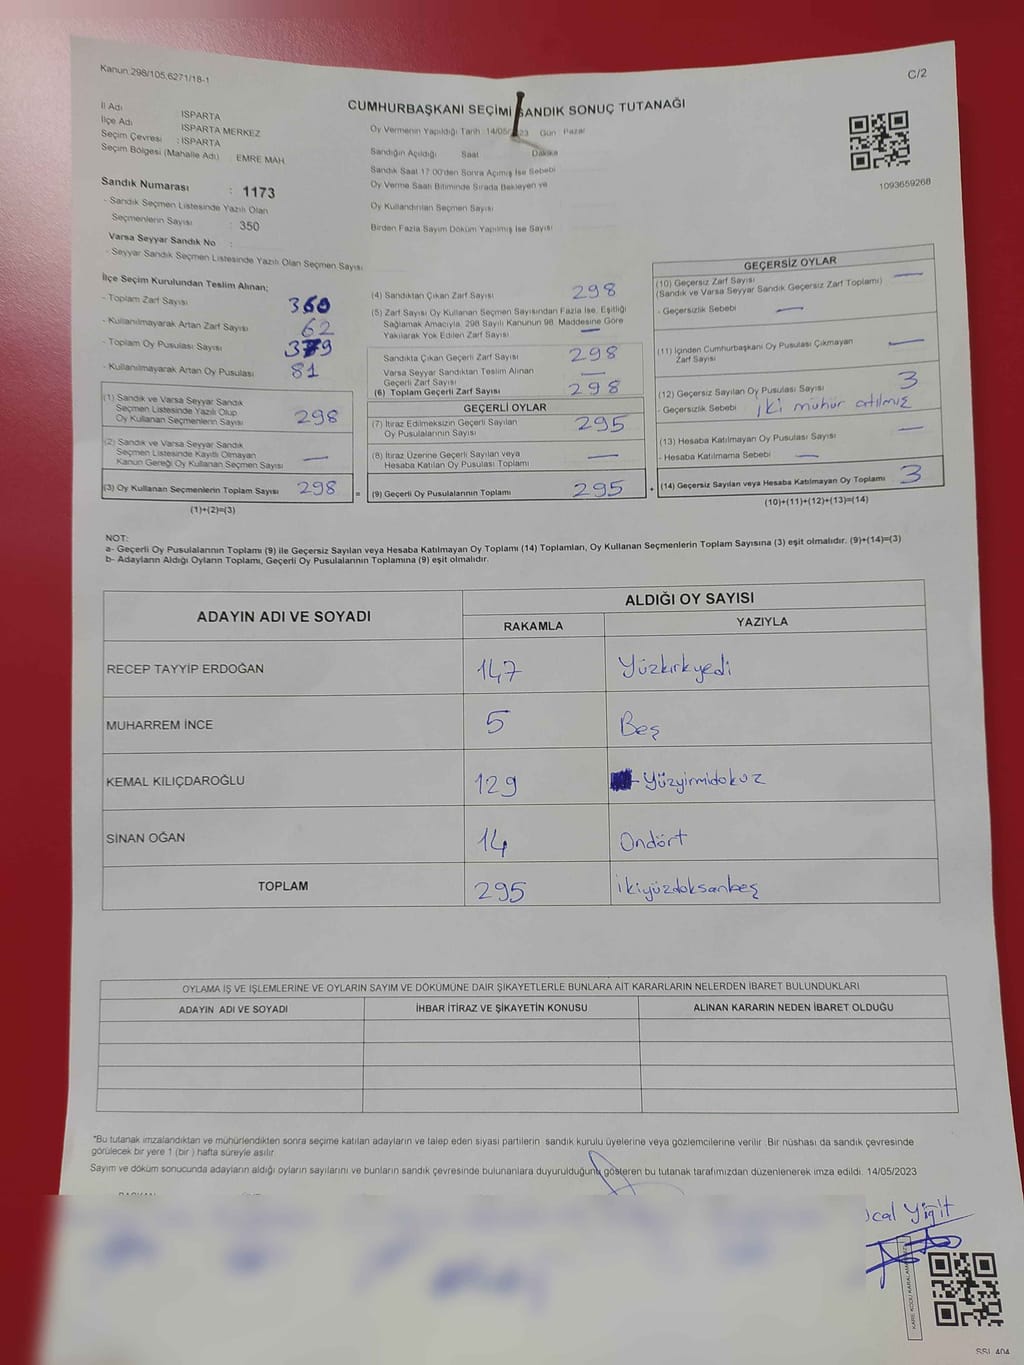 Kanun:298/105,6271/18-1
C/2
CUMHURBAŞKANI SEÇİMİ SANDIK SONUÇ TUTANAĞI
İl Adı : ISPARTA
İlçe Adı : ISPARTA MERKEZ
Seçim Çevresi : ISPARTA
Seçim Bölgesi (Mahalle Adı) EMRE MAH.
Sandık Numarası : 1173
- Sandık Seçmen Listesinde Yazılı Olan
Seçmenlerin Sayısı : 350
Varsa Seyyar Sandık No :
- Seyyar Sandık Seçmen Listesinde Yazılı Olan Seçmen Sayısı
Oy Vermenin Yapıldığı Tarih: 14/05/ 23 Gün Pazar
Sandığın Açıldığı Saat Dakika
Sandık Saat 17:00'den Sonra Açımış İse Sebebi
Oy Verme Saati Bitiminde Sırada Bekleyen ve
Oy Kullandırılan Seçmen Sayısı
Birden Fazla Sayım Döküm Yapılmış İse Sayısı
1093659268
İlçe Seçim Kurulundan Teslim Alınan;
- Toplam Zarf Sayısı 360
- Kullanılmayarak Artan Zarf Sayısı 62
- Toplam Oy Pusulası Sayısı 379
- Kullanılmayarak Artan Oy Pusulası 81
(1) Sandık ve Varsa Seyyar Sandık
Seçmen Listesinde Yazılı Olup
Oy Kullanan Seçmenlerin Sayısı 298
(2) Sandık ve Varsa Seyyar Sandık
Seçmen Listesinde Kayıtlı Olmayan
Kanun Gereği Oy Kullanan Seçmen Sayısı —
(3) Oy Kullanan Seçmenlerin Toplam Sayısı 298 =
(1)+(2)=(3)
(4) Sandıktan Çıkan Zarf Sayısı 298
(5) Zarf Sayısı Oy Kullanan Seçmen Sayısından Fazla İse, Eşitliği
Sağlamak Amacıyla, 298 Sayılı Kanunun 98. Maddesine Göre
Yakılarak Yok Edilen Zarf Sayısı —
Sandıkta Çıkan Geçerli Zarf Sayısı 298
Varsa Seyyar Sandıktan Teslim Alınan
Geçerli Zarf Sayısı —
(6) Toplam Geçerli Zarf Sayısı 298
GEÇERLİ OYLAR
(7) İtiraz Edilmeksizin Geçerli Sayılan
Oy Pusulalarının Sayısı 295
(8) İtiraz Üzerine Geçerli Sayılan veya
Hesaba Katılan Oy Pusulası Toplamı —
(9) Geçerli Oy Pusulalarının Toplamı 295 +
GEÇERSİZ OYLAR
(10) Geçersiz Zarf Sayısı —
(Sandık ve Varsa Seyyar Sandık Geçersiz Zarf Toplamı)
- Geçersizlik Sebebi —
(11) İçinden Cumhurbaşkanı Oy Pusulası Çıkmayan —
Zarf Sayısı
(12) Geçersiz Sayılan Oy Pusulası Sayısı 3
- Geçersizlik Sebebi iki mühür atılmış
(13) Hesaba Katılmayan Oy Pusulası Sayısı —
- Hesaba Katılmama Sebebi —
(14) Geçersiz Sayılan veya Hesaba Katılmayan Oy Toplamı 3
(10)+(11)+(12)+(13)=(14)
NOT:
a- Geçerli Oy Pusulalarının Toplamı (9) ile Geçersiz Sayılan veya Hesaba Katılmayan Oy Toplamı (14) Toplamları, Oy Kullanan Seçmenlerin Toplam Sayısına (3) eşit olmalıdır. (9)+(14)=(3)
b- Adayların Aldığı Oyların Toplamı, Geçerli Oy Pusulalarının Toplamına (9) eşit olmalıdır.
ADAYIN ADI VE SOYADI ALDIĞI OY SAYISI
RAKAMLA YAZIYLA
RECEP TAYYİP ERDOĞAN 147 Yüzkırkyedi
MUHARREM İNCE 5 Beş
KEMAL KILIÇDAROĞLU 129 Yüzyirmidokuz
SİNAN OĞAN 14 Ondört
TOPLAM 295 ikiyüzdoksanbeş
OYLAMA İŞ VE İŞLEMLERİNE VE OYLARIN SAYIM VE DÖKÜMÜNE DAİR ŞİKAYETLERLE BUNLARA AİT KARARLARIN NELERDEN İBARET BULUNDUKLARI
ADAYIN ADI VE SOYADI İHBAR İTİRAZ VE ŞİKAYETİN KONUSU ALINAN KARARIN NEDEN İBARET OLDUĞU
*Bu tutanak imzalandıktan ve mühürlendikten sonra seçime katılan adayların ve talep eden siyasi partilerin sandık kurulu üyelerine veya gözlemcilerine verilir. Bir nüshası da sandık çevresinde
görülecek bir yere 1 (bir ) hafta süreyle asılır.
Sayım ve döküm sonucunda adayların aldığı oyların sayılarını ve bunların sandık çevresinde bulunanlara duyurulduğunu gösteren bu tutanak tarafımızdan düzenlenerek imza edildi. 14/05/2023
Yiğit